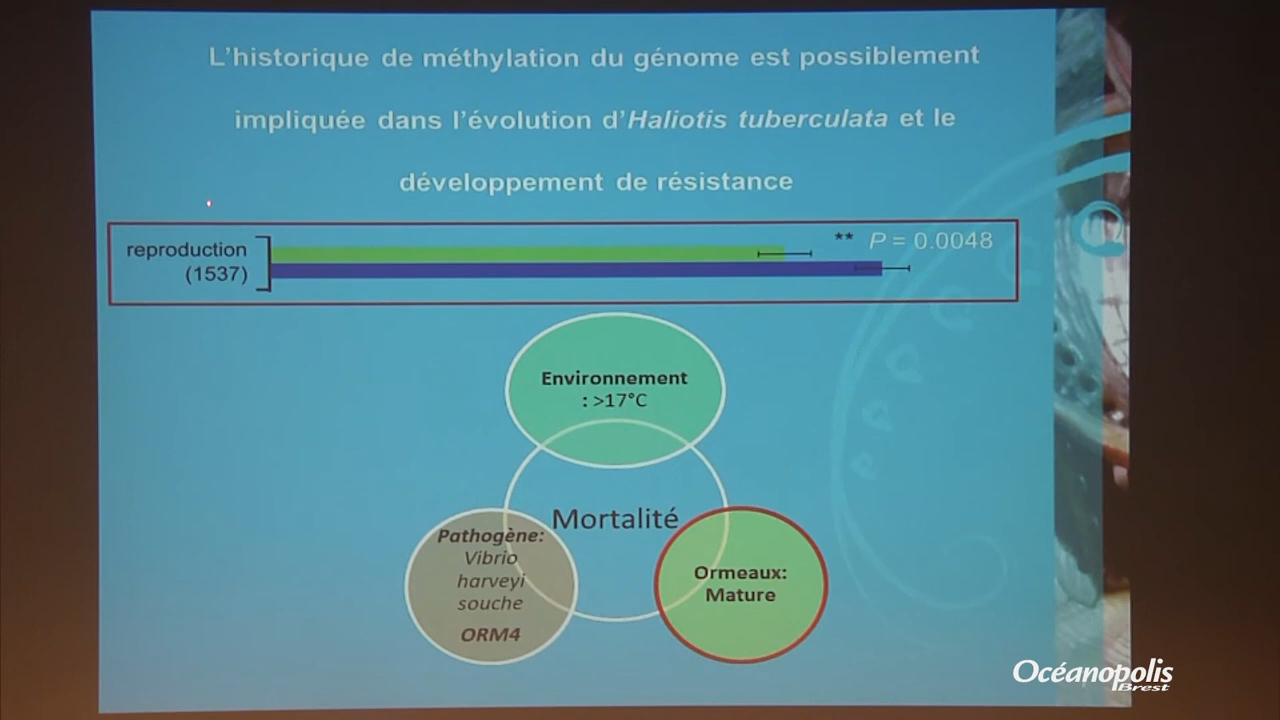 L'historique de méthylation du génome est possiblement
impliquée dans l'évolution d'Haliotis tuberculata et le
développement de résistance
reproduction
(1537)
** P = 0.0048
Environnement
: >17°C
Mortalité
Pathogène:
Vibrio
harveyi
souche
ORM4
Ormeaux:
Mature
Océanopolis
Brest